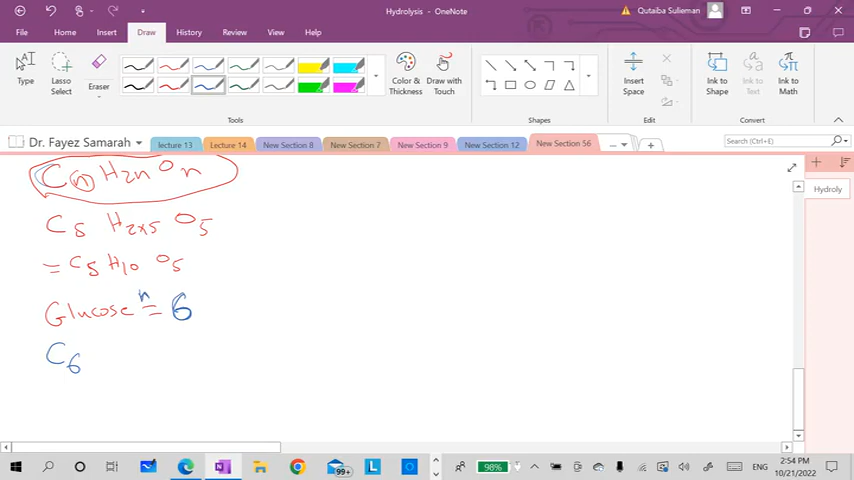 Hydrolysis - OneNote
Qutaiba Sulieman
File Home Insert Draw History Review View Help
Type
Lasso Select
Eraser
Color & Thickness
Draw with Touch
Insert Space
Ink to Shape
Ink to Text
Ink to Math
Tools
Shapes
Edit
Convert
Dr. Fayez Samarah
lecture 13
Lecture 14
New Section 8
New Section 7
New Section 9
New Section 12
New Section 56
Search (Ctrl+E)
Hydroly
Cn H2n On
C5 H2x5 O5
= C5 H10 O5
Glucose n = 6
C6
99+
98%
ENG
2:54 PM
10/21/2022